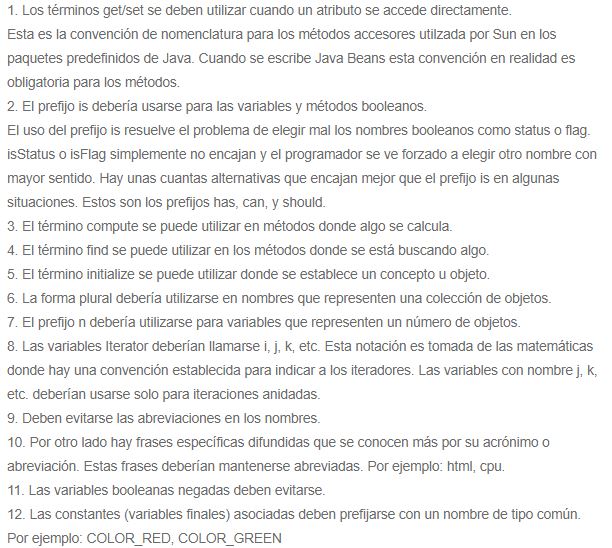 1. Los términos get/set se deben utilizar cuando un atributo se accede directamente.
Esta es la convención de nomenclatura para los métodos accesores utilzada por Sun en los
paquetes predefinidos de Java. Cuando se escribe Java Beans esta convención en realidad es
obligatoria para los métodos.
2. El prefijo is debería usarse para las variables y métodos booleanos.
El uso del prefijo is resuelve el problema de elegir mal los nombres booleanos como status o flag.
isStatus o isFlag simplemente no encajan y el programador se ve forzado a elegir otro nombre con
mayor sentido. Hay unas cuantas alternativas que encajan mejor que el prefijo is en algunas
situaciones. Estos son los prefijos has, can, y should.
3. El término compute se puede utilizar en métodos donde algo se calcula.
4. El término find se puede utilizar en los métodos donde se está buscando algo.
5. El término initialize se puede utilizar donde se establece un concepto u objeto.
6. La forma plural debería utilizarse en nombres que representen una colección de objetos.
7. El prefijo n debería utilizarse para variables que representen un número de objetos.
8. Las variables Iterator deberían llamarse i, j, k, etc. Esta notación es tomada de las matemáticas
donde hay una convención establecida para indicar a los iteradores. Las variables con nombre j, k,
etc. deberían usarse solo para iteraciones anidadas.
9. Deben evitarse las abreviaciones en los nombres.
10. Por otro lado hay frases específicas difundidas que se conocen más por su acrónimo o
abreviación. Estas frases deberían mantenerse abreviadas. Por ejemplo: html, cpu.
11. Las variables booleanas negadas deben evitarse.
12. Las constantes (variables finales) asociadas deben prefijarse con un nombre de tipo común.
Por ejemplo: COLOR_RED, COLOR_GREEN